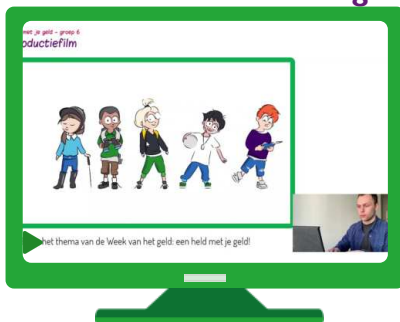 met je geld - groep 6
oductiefilm
het thema van de Week van het geld: een held met je geld!